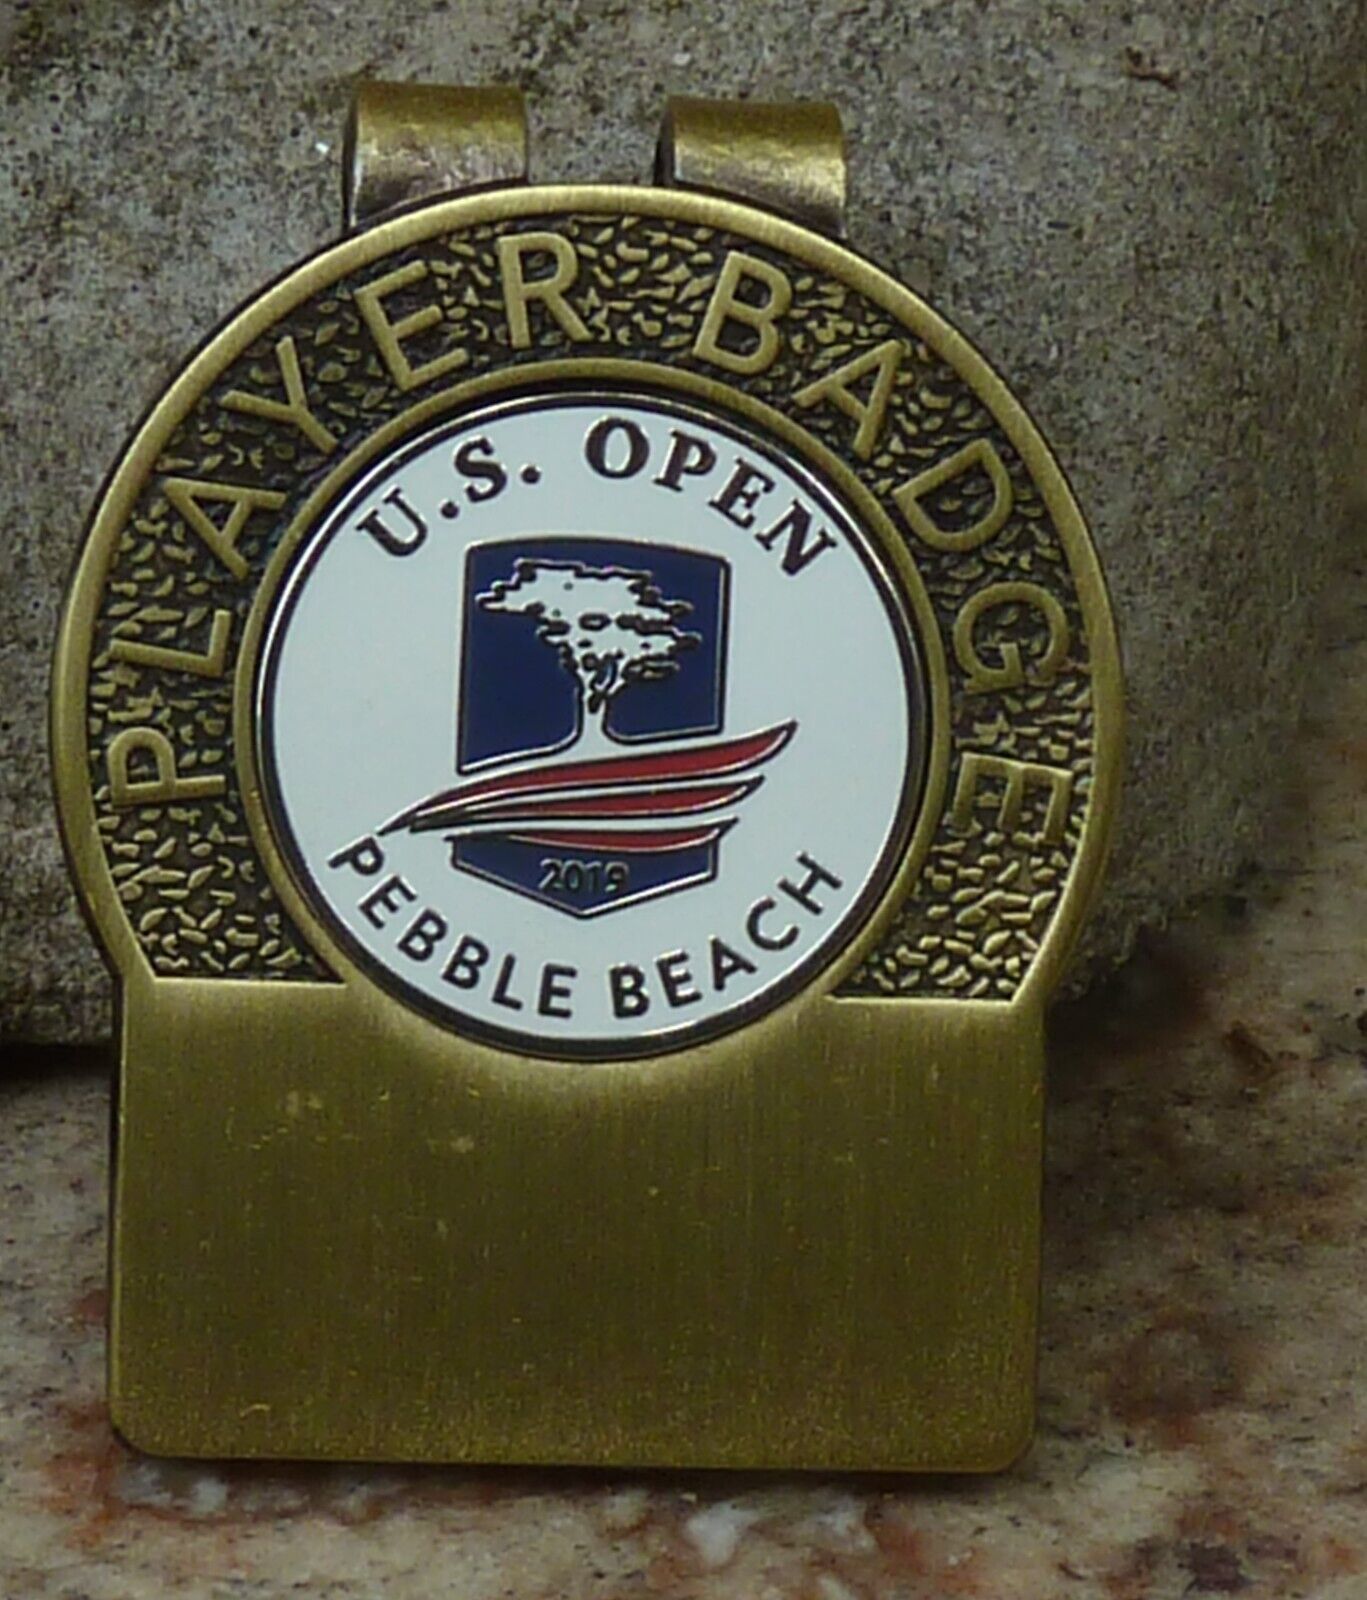 PLAYER BADGE
U.S. OPEN
2019
PEBBLE BEACH